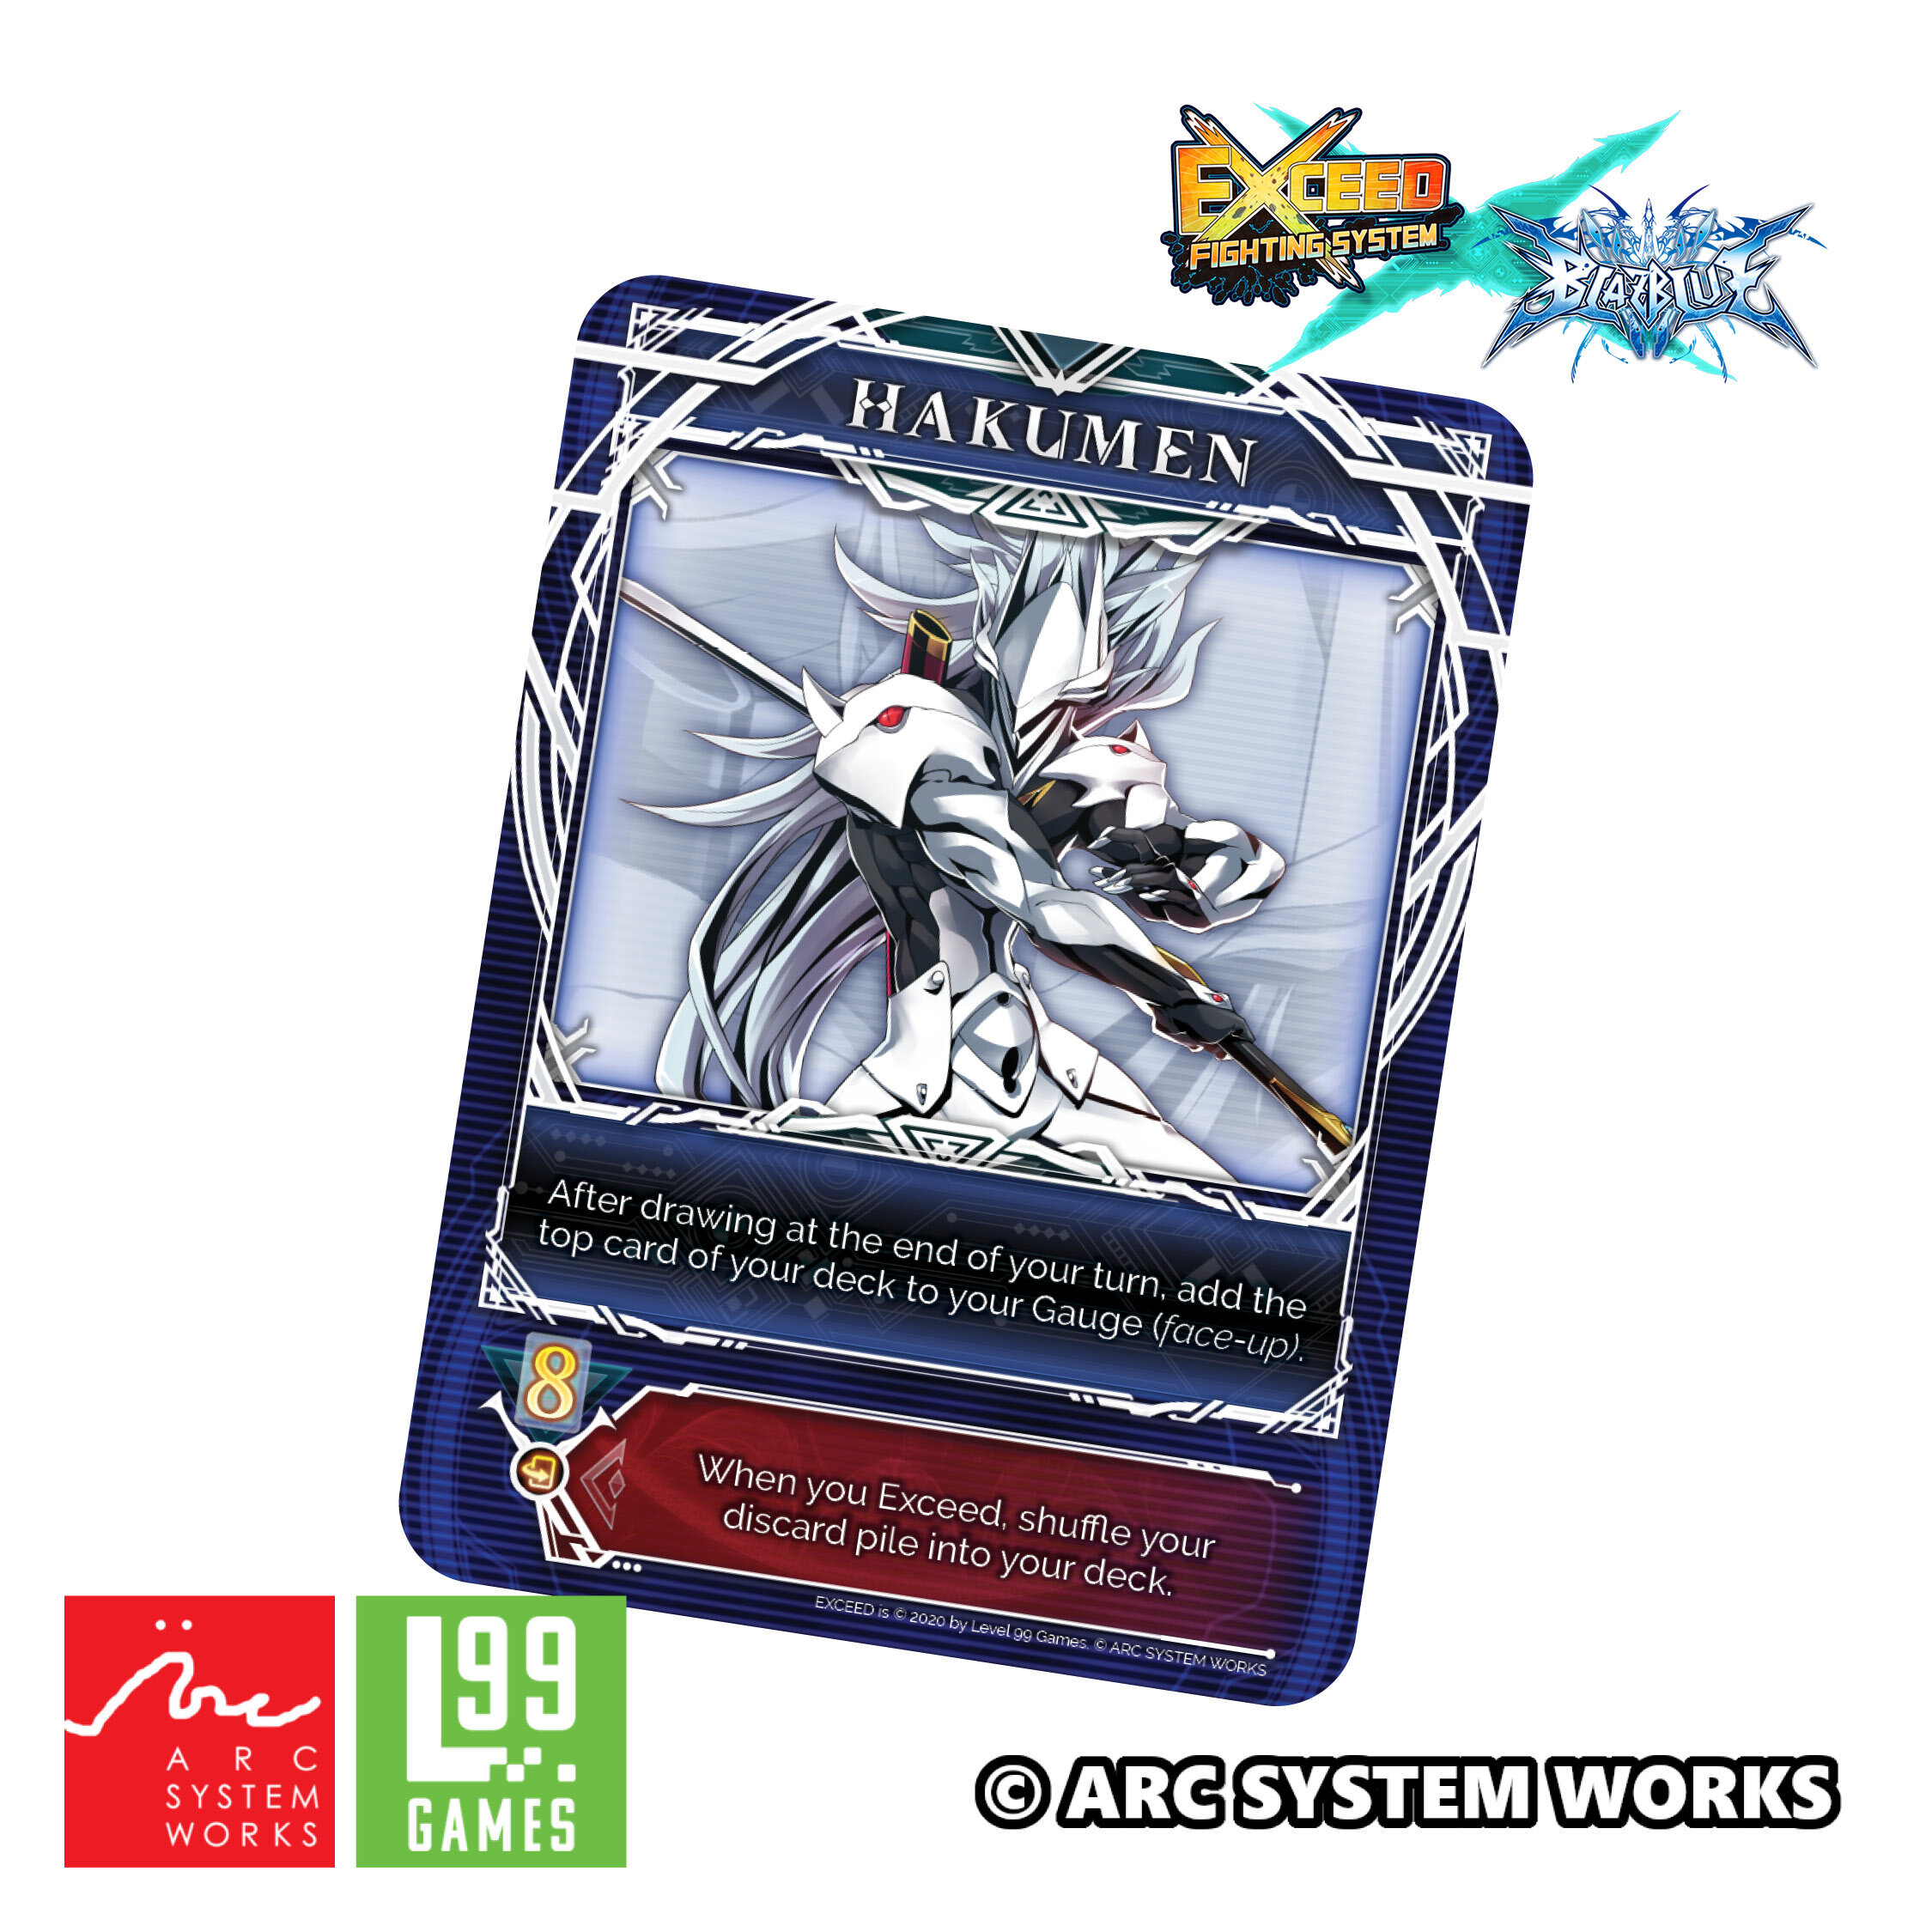 EXCEED
FIGHTING SYSTEM
BLAZBLUE
HAKUMEN
After drawing at the end of your turn, add the
top card of your deck to your Gauge (face-up).
8
When you Exceed, shuffle your
discard pile into your deck.
EXCEED is © 2020 by Level 99 Games. © ARC SYSTEM WORKS
Arc
ARC
SYSTEM
WORKS
L99
GAMES
© ARC SYSTEM WORKS